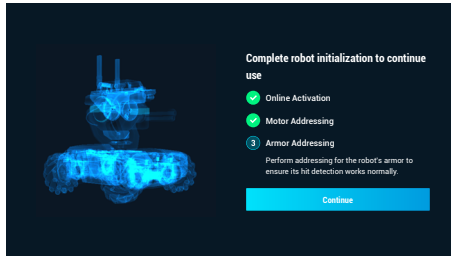 Complete robot initialization to continue
use
Online Activation
Motor Addressing
3 Armor Addressing
Perform addressing for the robot's armor to
ensure its hit detection works normally.
Continue